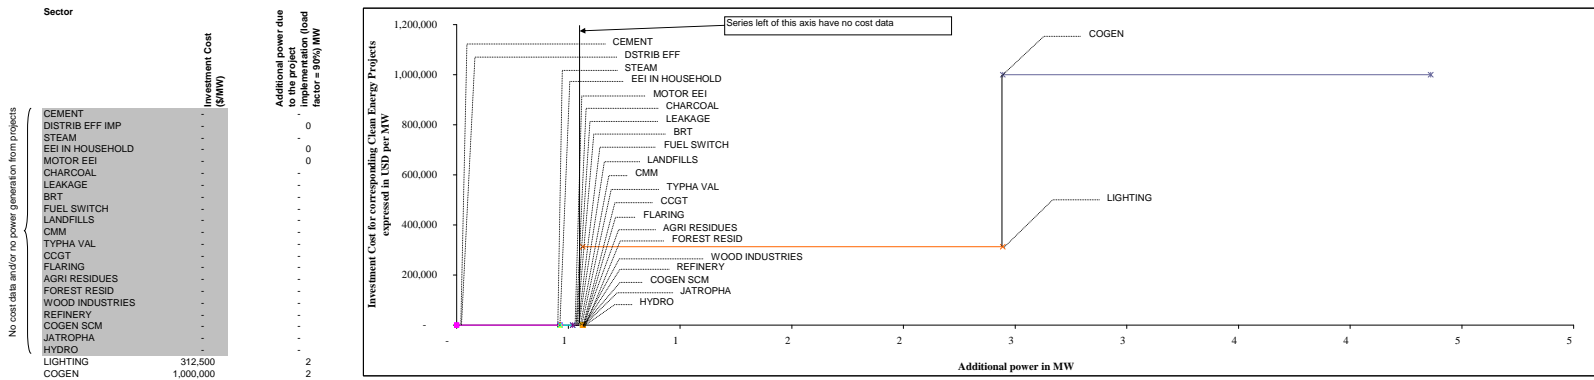 Sector
Investment Cost
($/MW)
Additional power due
to the project
implementation (load
factor = 90%) MW
No cost data and/or no power generation from projects
CEMENT - -
DISTRIB EFF IMP - 0
STEAM - -
EEI IN HOUSEHOLD - 0
MOTOR EEI - 0
CHARCOAL - -
LEAKAGE - -
BRT - -
FUEL SWITCH - -
LANDFILLS - -
CMM - -
TYPHA VAL - -
CCGT - -
FLARING - -
AGRI RESIDUES - -
FOREST RESID - -
WOOD INDUSTRIES - -
REFINERY - -
COGEN SCM - -
JATROPHA - -
HYDRO - -
LIGHTING 312,500 2
COGEN 1,000,000 2
Investment Cost for corresponding Clean Energy Projects
expressed in USD per MW
1,200,000
1,000,000
800,000
600,000
400,000
200,000
-
Series left of this axis have no cost data
CEMENT
DSTRIB EFF
STEAM
EEI IN HOUSEHOLD
MOTOR EEI
CHARCOAL
LEAKAGE
BRT
FUEL SWITCH
LANDFILLS
CMM
TYPHA VAL
CCGT
FLARING
AGRI RESIDUES
FOREST RESID
WOOD INDUSTRIES
REFINERY
COGEN SCM
JATROPHA
HYDRO
COGEN
LIGHTING
- 1 1 2 2 3 3 4 4 5 5
Additional power in MW